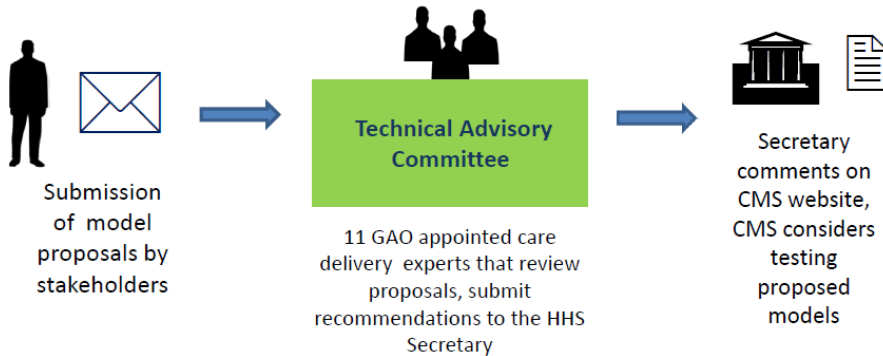 Submission
of model
proposals by
stakeholders
Technical Advisory
Committee
11 GAO appointed care
delivery experts that review
proposals, submit
recommendations to the HHS
Secretary
Secretary
comments on
CMS website,
CMS considers
testing
proposed
models